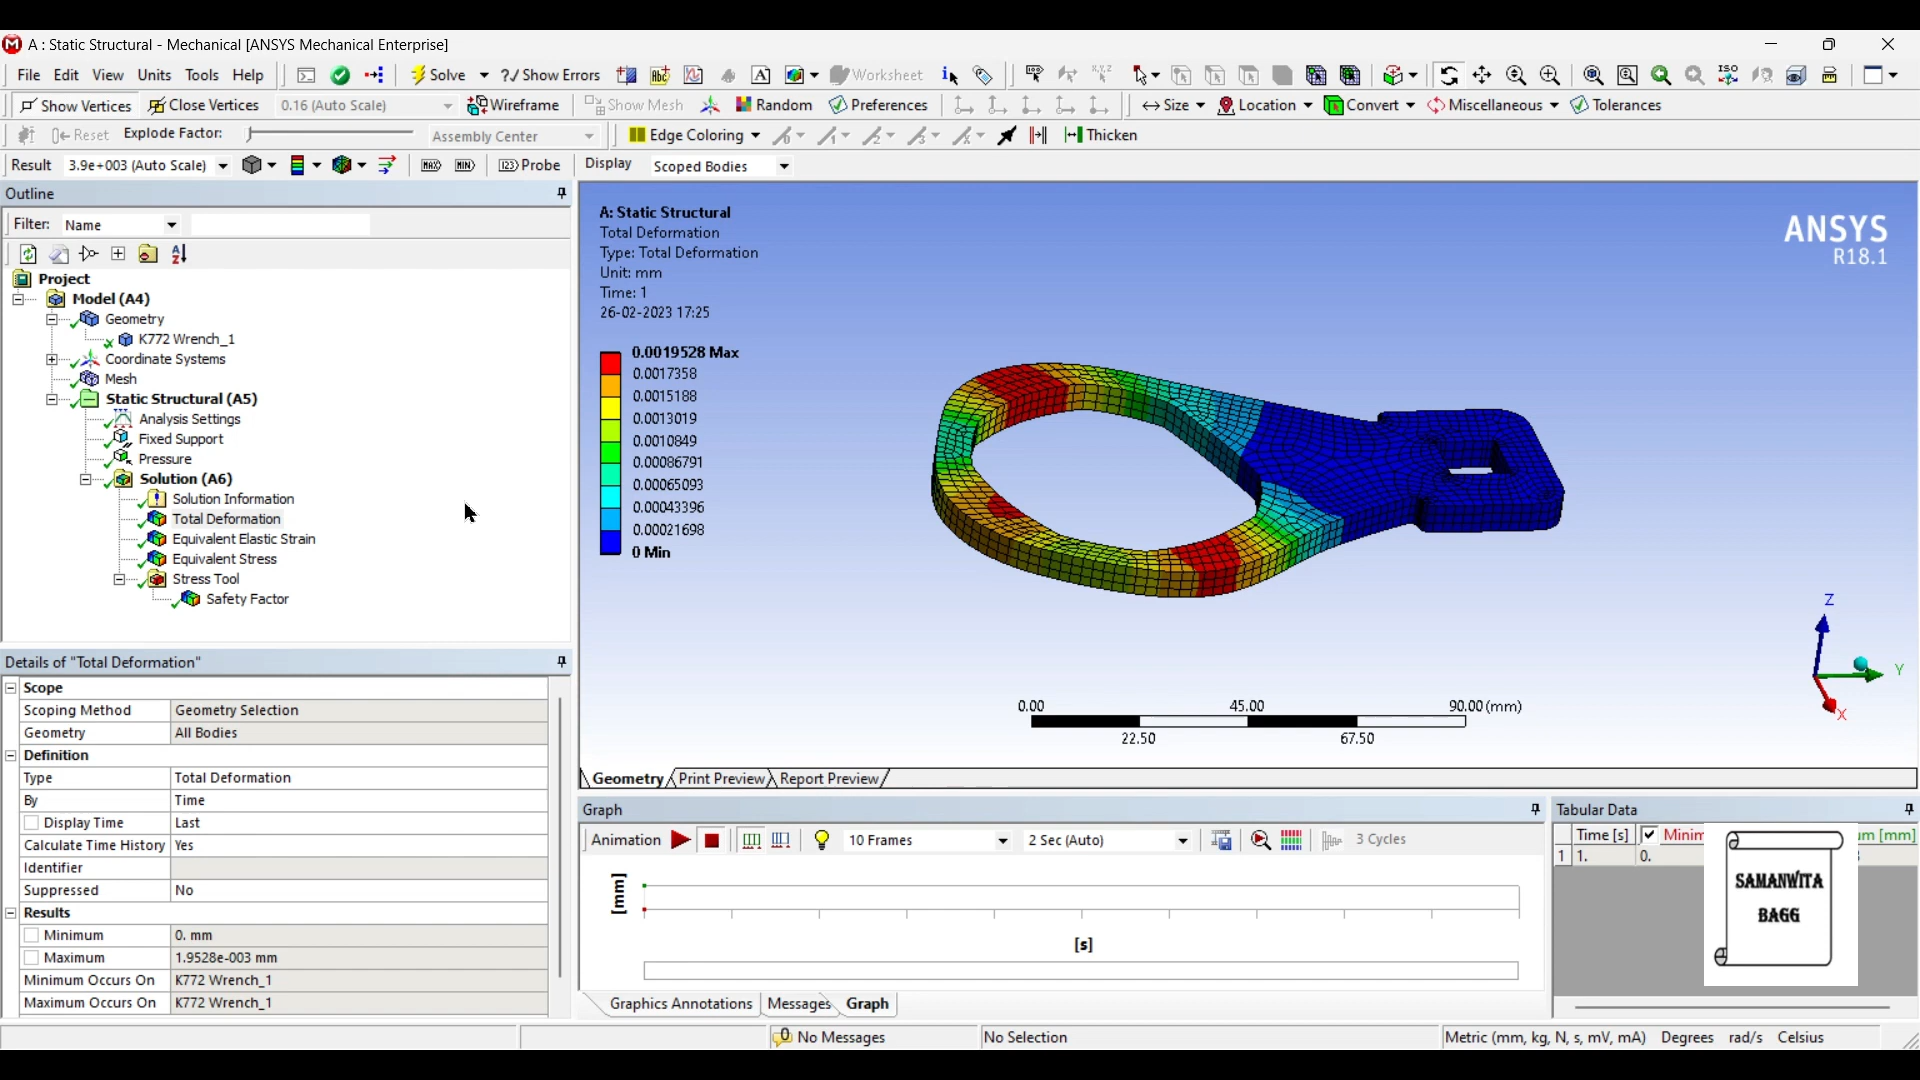 A : Static Structural - Mechanical [ANSYS Mechanical Enterprise]
File Edit View Units Tools Help Solve ?/ Show Errors Worksheet
Show Vertices Close Vertices 0.16 (Auto Scale) Wireframe Show Mesh Random Preferences Size Location Convert Miscellaneous Tolerances
Reset Explode Factor: Assembly Center Edge Coloring Thicken
Result 3.9e+003 (Auto Scale) MAX MIN Probe Display Scoped Bodies
Outline
Filter: Name
Project
Model (A4)
Geometry
K772 Wrench_1
Coordinate Systems
Mesh
Static Structural (A5)
Analysis Settings
Fixed Support
Pressure
Solution (A6)
Solution Information
Total Deformation
Equivalent Elastic Strain
Equivalent Stress
Stress Tool
Safety Factor
Details of "Total Deformation"
Scope
Scoping Method Geometry Selection
Geometry All Bodies
Definition
Type Total Deformation
By Time
Display Time Last
Calculate Time History Yes
Identifier
Suppressed No
Results
Minimum 0. mm
Maximum 1.9528e-003 mm
Minimum Occurs On K772 Wrench_1
Maximum Occurs On K772 Wrench_1
A: Static Structural
Total Deformation
Type: Total Deformation
Unit: mm
Time: 1
26-02-2023 17:25
0.0019528 Max
0.0017358
0.0015188
0.0013019
0.0010849
0.00086791
0.00065093
0.00043396
0.00021698
0 Min
ANSYS
R18.1
Z
Y
X
0.00 45.00 90.00 (mm)
22.50 67.50
Geometry Print Preview Report Preview
Graph
Animation 10 Frames 2 Sec (Auto) 3 Cycles
[mm]
[s]
Graphics Annotations Messages Graph
Tabular Data
Time [s] Minim um [mm]
1 1. 0.
SAMANWITA
BAGG
No Messages No Selection Metric (mm, kg, N, s, mV, mA) Degrees rad/s Celsius